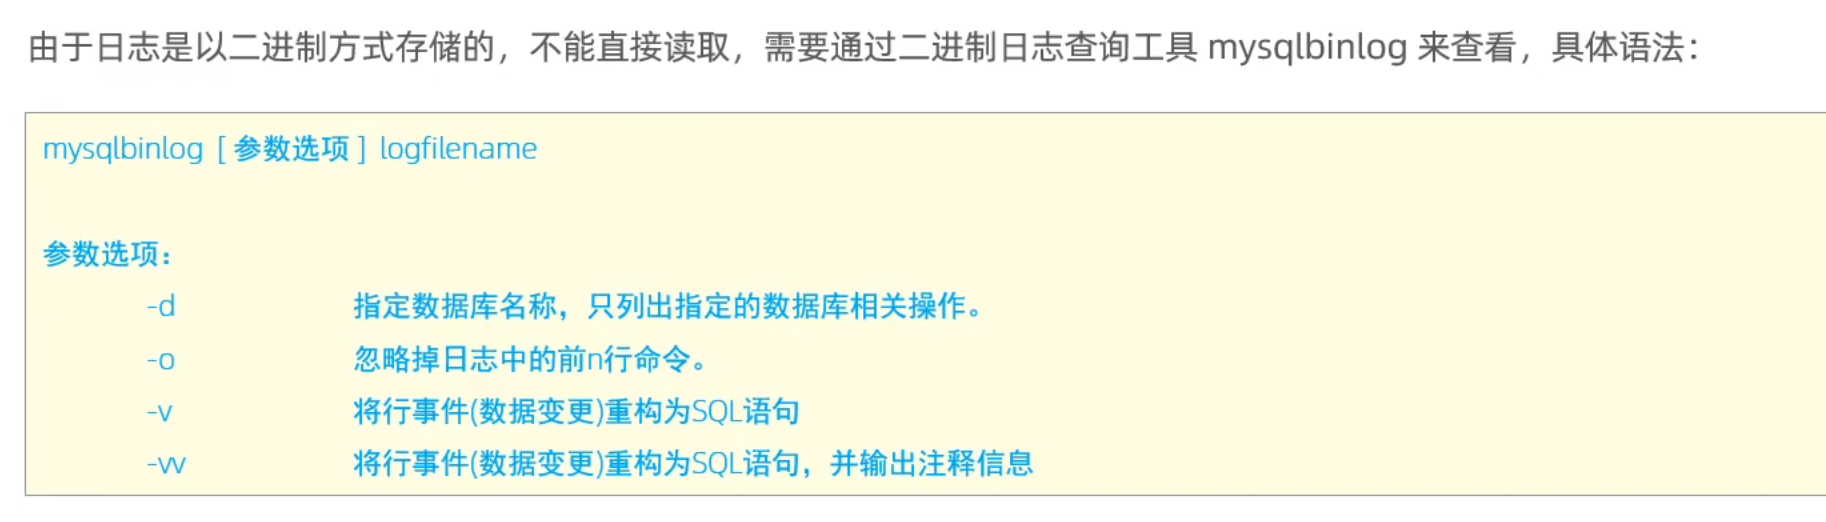 由于日志是以二进制方式存储的，不能直接读取，需要通过二进制日志查询工具 mysqlbinlog 来查看，具体语法：
mysqlbinlog [ 参数选项 ] logfilename
参数选项：
-d 指定数据库名称，只列出指定的数据库相关操作。
-o 忽略掉日志中的前n行命令。
-v 将行事件(数据变更)重构为SQL语句
-vv 将行事件(数据变更)重构为SQL语句，并输出注释信息